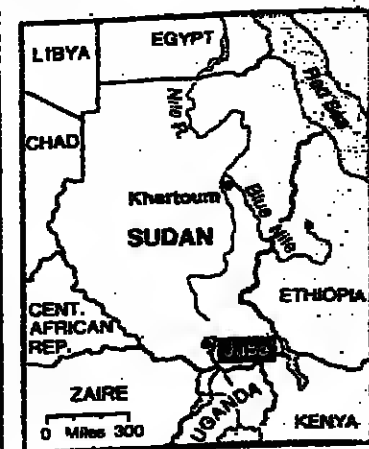 LIBYA
EGYPT
Red Sea
Nile R.
CHAD
Khartoum
Blue Nile
SUDAN
CENT.
AFRICAN
REP.
ETHIOPIA
Juba
ZAIRE
UGANDA
KENYA
0 Miles 300